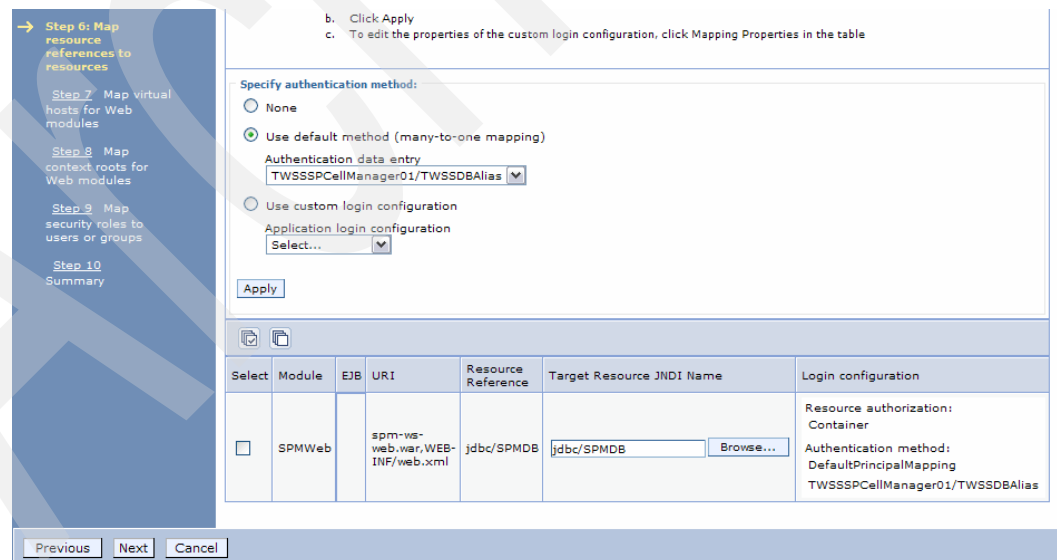 Step 6: Map
resource
references to
resources
Step 7 Map virtual
hosts for Web
modules
Step 8 Map
context roots for
Web modules
Step 9 Map
security roles to
users or groups
Step 10
Summary
b. Click Apply
c. To edit the properties of the custom login configuration, click Mapping Properties in the table
Specify authentication method:
None
Use default method (many-to-one mapping)
Authentication data entry
TWSSSPCellManager01/TWSSDBAlias
Use custom login configuration
Application login configuration
Select...
Apply
Select Module EJB URI Resource Reference Target Resource JNDI Name Login configuration
SPMWeb
spm-ws-
web.war,WEB-
INF/web.xml
jdbc/SPMDB
jdbc/SPMDB
Browse...
Resource authorization:
Container
Authentication method:
DefaultPrincipalMapping
TWSSSPCellManager01/TWSSDBAlias
Previous Next Cancel